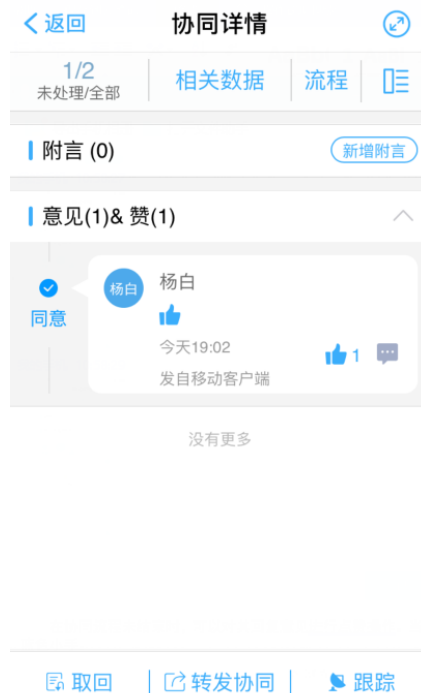 返回
协同详情
1/2
未处理/全部
相关数据
流程
附言 (0)
新增附言
意见(1)& 赞(1)
同意
杨白
杨白
今天19:02
1
发自移动客户端
没有更多
取回
转发协同
跟踪